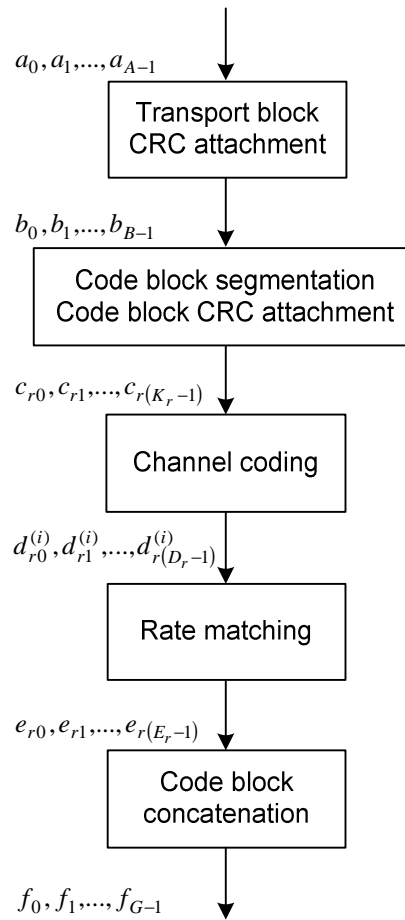 a_0, a_1,..., a_{A-1}
Transport block
CRC attachment
b_0, b_1,..., b_{B-1}
Code block segmentation
Code block CRC attachment
c_{r0}, c_{r1},..., c_{r(K_r-1)}
Channel coding
d_{r0}^{(i)}, d_{r1}^{(i)},..., d_{r(D_r-1)}^{(i)}
Rate matching
e_{r0}, e_{r1},..., e_{r(E_r-1)}
Code block
concatenation
f_0, f_1,..., f_{G-1}